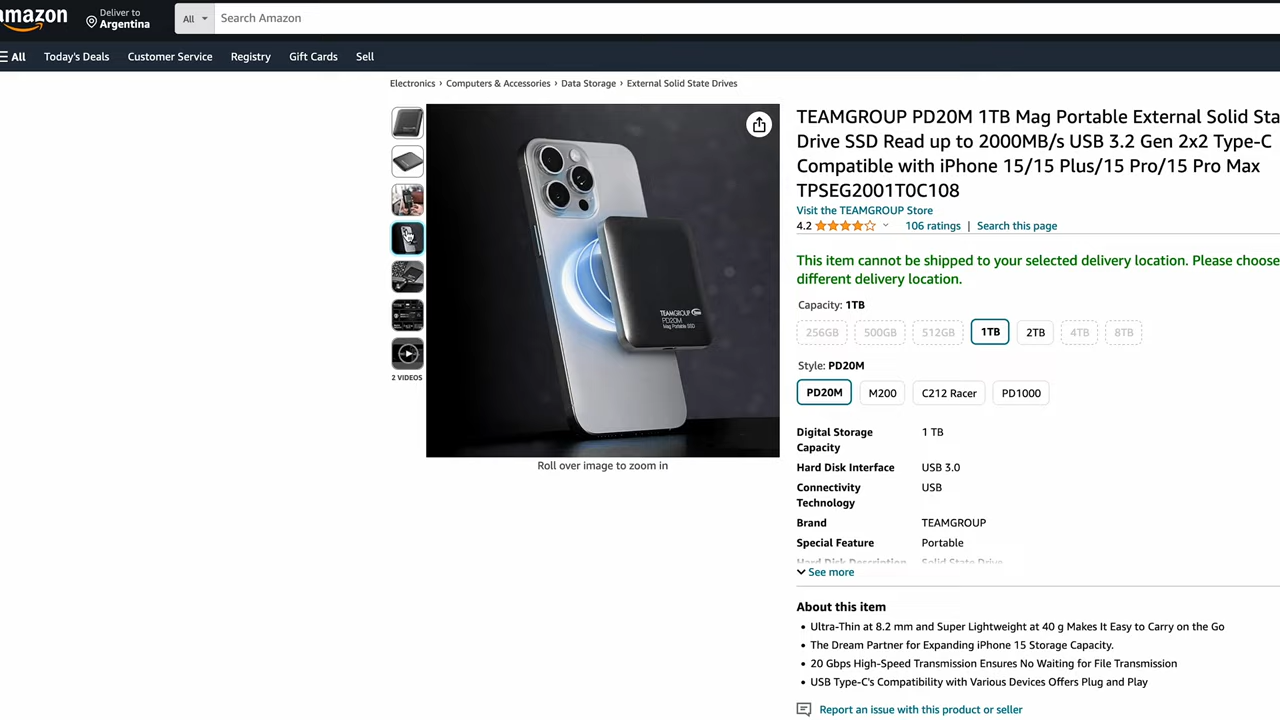 amazon
Deliver to
Argentina
All
Search Amazon
All
Today's Deals
Customer Service
Registry
Gift Cards
Sell
Electronics › Computers & Accessories › Data Storage › External Solid State Drives
TEAMGROUP PD20M 1TB Mag Portable External Solid Sta
Drive SSD Read up to 2000MB/s USB 3.2 Gen 2x2 Type-C
Compatible with iPhone 15/15 Plus/15 Pro/15 Pro Max
TPSEG2001T0C108
Visit the TEAMGROUP Store
4.2
106 ratings | Search this page
This item cannot be shipped to your selected delivery location. Please choose
different delivery location.
Capacity: 1TB
256GB
500GB
512GB
1TB
2TB
4TB
8TB
Style: PD20M
PD20M
M200
C212 Racer
PD1000
Digital Storage Capacity 1 TB
Hard Disk Interface USB 3.0
Connectivity Technology USB
Brand TEAMGROUP
Special Feature Portable
Hard Disk Description Solid State Drive
See more
About this item
• Ultra-Thin at 8.2 mm and Super Lightweight at 40 g Makes It Easy to Carry on the Go
• The Dream Partner for Expanding iPhone 15 Storage Capacity.
• 20 Gbps High-Speed Transmission Ensures No Waiting for File Transmission
• USB Type-C's Compatibility with Various Devices Offers Plug and Play
Report an issue with this product or seller
TEAMGROUP
PD20M
Mag Portable SSD
2 VIDEOS
Roll over image to zoom in